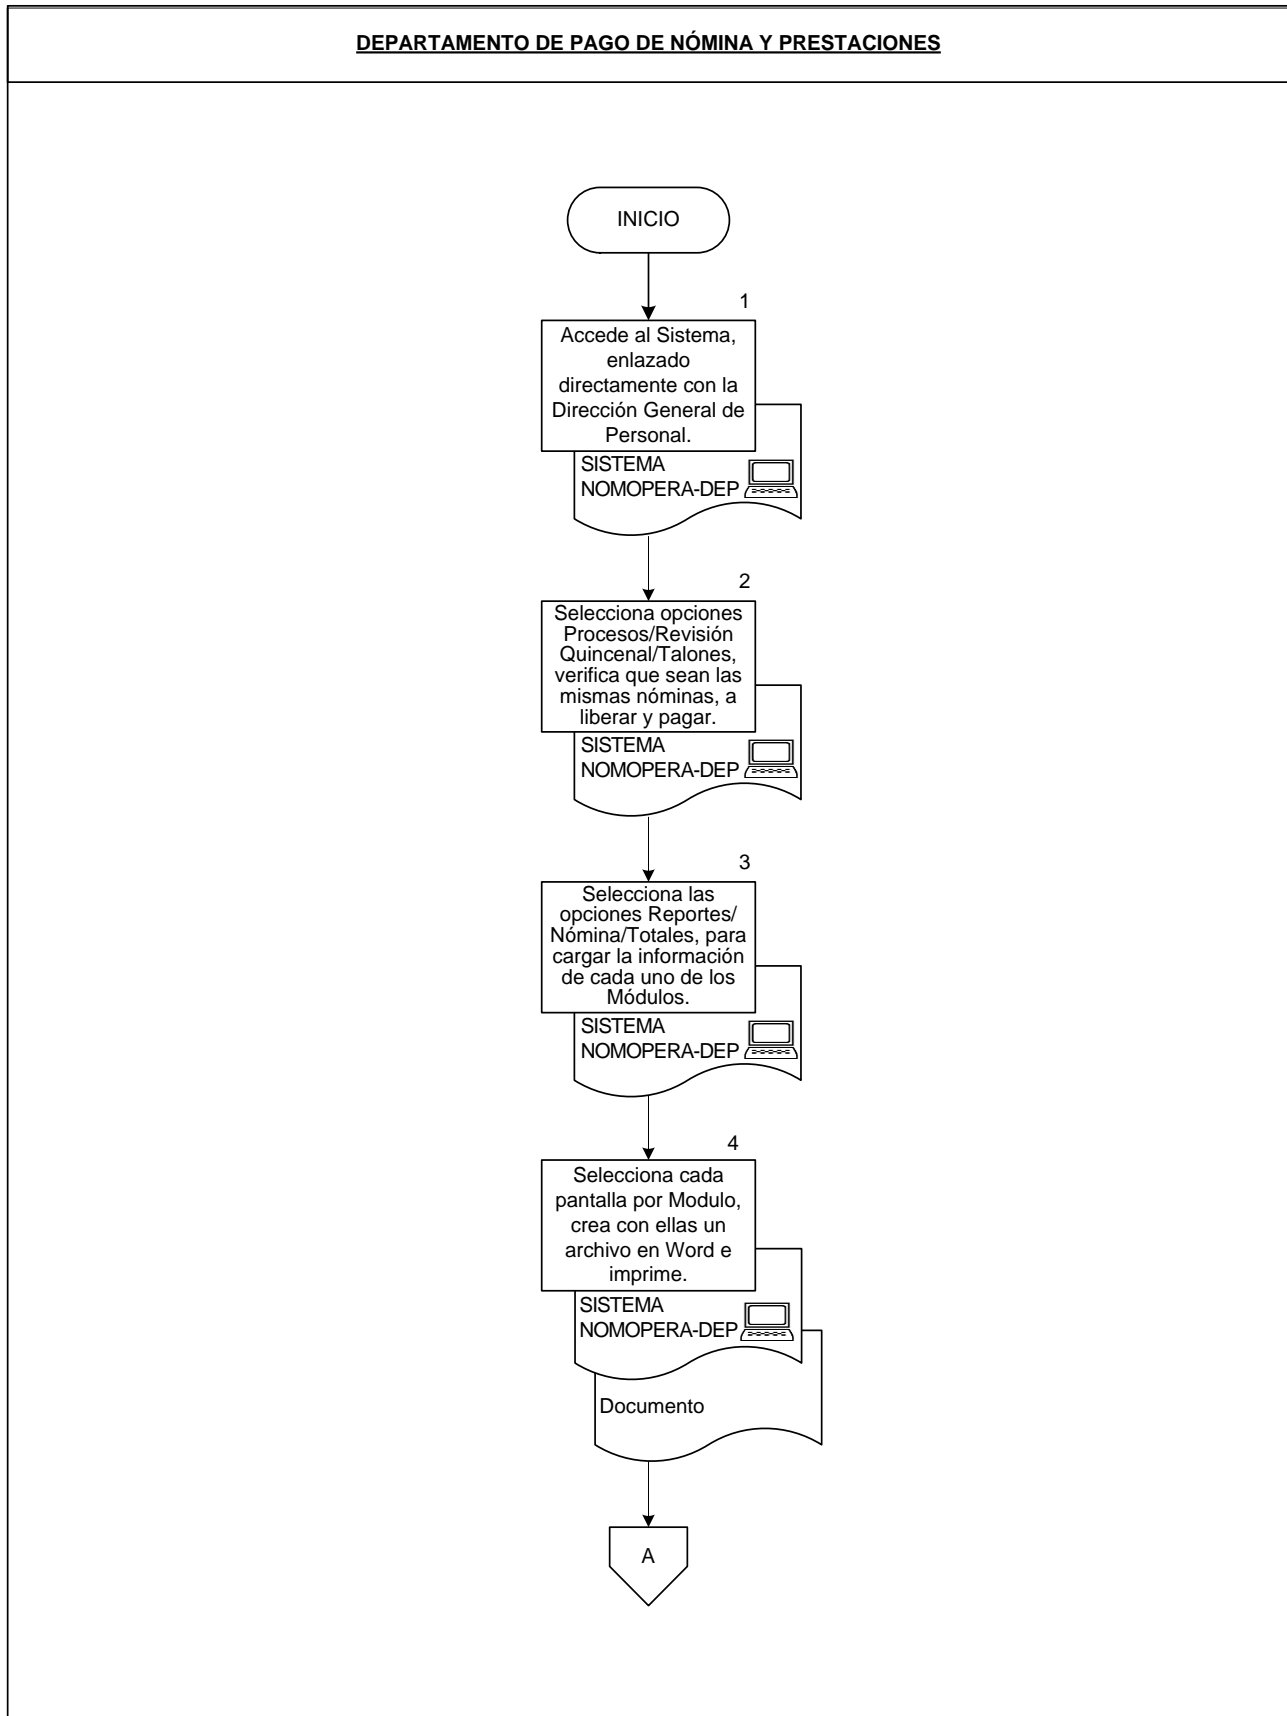 DEPARTAMENTO DE PAGO DE NÓMINA Y PRESTACIONES
INICIO
1
Accede al Sistema,
enlazado
directamente con la
Dirección General de
Personal.
SISTEMA
NOMOPERA-DEP
2
Selecciona opciones
Procesos/Revisión
Quincenal/Talones,
verifica que sean las
mismas nóminas, a
liberar y pagar.
SISTEMA
NOMOPERA-DEP
3
Selecciona las
opciones Reportes/
Nómina/Totales, para
cargar la información
de cada uno de los
Módulos.
SISTEMA
NOMOPERA-DEP
4
Selecciona cada
pantalla por Modulo,
crea con ellas un
archivo en Word e
imprime.
SISTEMA
NOMOPERA-DEP
Documento
A